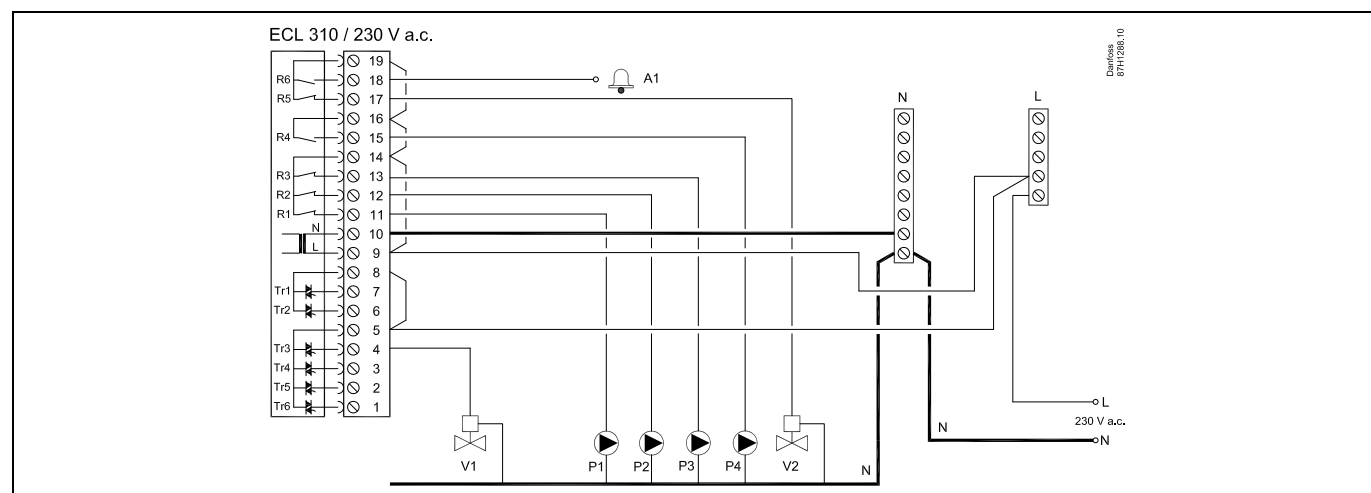 ECL 310 / 230 V a.c.
Danfoss
87H1288.10
19
R6 18 A1
R5 17
N L
16
R4 15
14
R3 13
R2 12
R1 11
N 10
L 9
8
Tr1 7
Tr2 6
5
Tr3 4
Tr4 3
Tr5 2
Tr6 1
L
230 V a.c.
N N
V1 P1 P2 P3 P4 V2 N